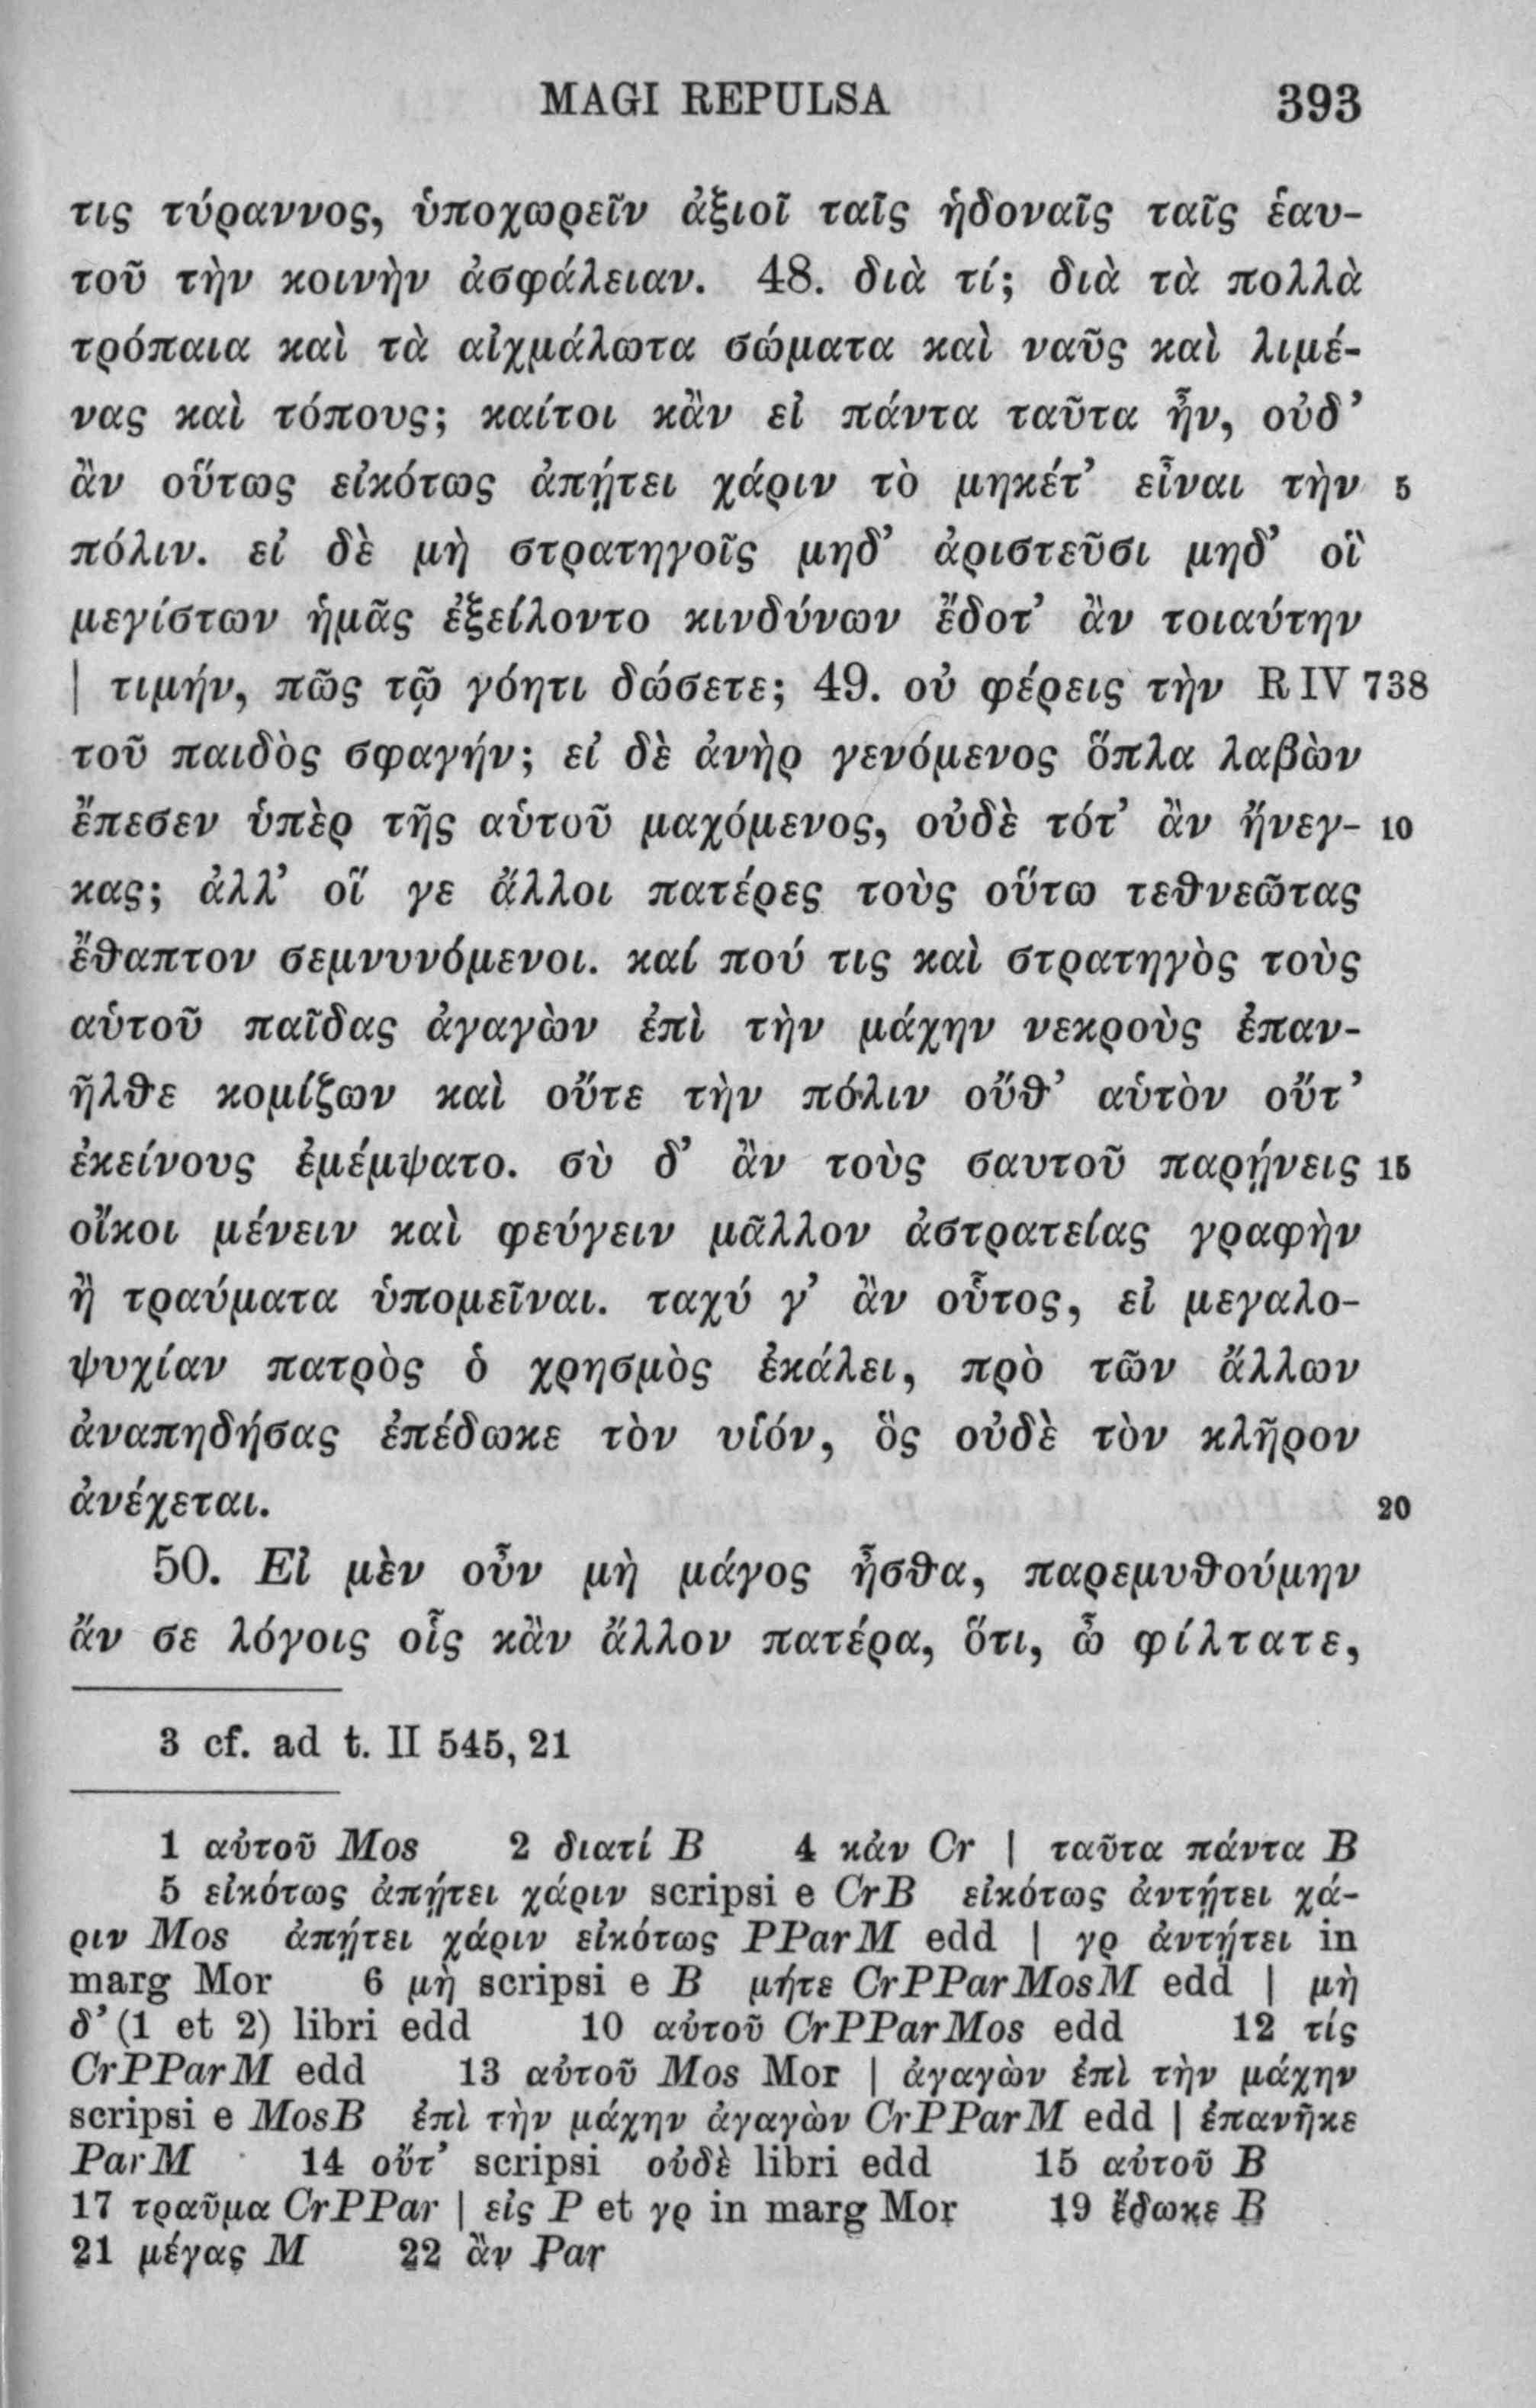 MAGI REPULSA 393
τις τύραννος, ὑποχωρεῖν ἀξιοῖ ταῖς ἡδοναῖς ταῖς ἑαυ-
τοῦ τὴν κοινὴν ἀσφάλειαν. 48. διὰ τί; διὰ τὰ πολλὰ
τρόπαια καὶ τὰ αἰχμάλωτα σώματα καὶ ναῦς καὶ λιμέ-
νας καὶ τόπους; καίτοι κἂν εἰ πάντα ταῦτα ἦν, οὐδ’
ἂν οὕτως εἰκότως ἀπῄτει χάριν τὸ μηκέτ’ εἶναι τὴν 5
πόλιν. εἰ δὲ μὴ στρατηγοῖς μηδ’ ἀριστεῦσι μηδ’ οἳ
μεγίστων ἡμᾶς ἐξείλοντο κινδύνων ἔδοτ’ ἂν τοιαύτην
| τιμήν, πῶς τῷ γόητι δώσετε; 49. οὐ φέρεις τὴν R IV 738
τοῦ παιδὸς σφαγήν; εἰ δὲ ἀνὴρ γενόμενος ὅπλα λαβὼν
ἔπεσεν ὑπὲρ τῆς αὑτοῦ μαχόμενος, οὐδὲ τότ’ ἂν ἤνεγ- 10
κας; ἀλλ’ οἵ γε ἄλλοι πατέρες τοὺς οὕτω τεθνεῶτας
ἔθαπτον σεμνυνόμενοι. καί πού τις καὶ στρατηγὸς τοὺς
αὑτοῦ παῖδας ἀγαγὼν ἐπὶ τὴν μάχην νεκροὺς ἐπαν-
ῆλθε κομίζων καὶ οὔτε τὴν πόλιν οὔθ’ αὑτὸν οὔτ’
ἐκείνους ἐμέμψατο. σὺ δ’ ἂν τοὺς σαυτοῦ παρῄνεις 15
οἴκοι μένειν καὶ φεύγειν μᾶλλον ἀστρατείας γραφὴν
ἢ τραύματα ὑπομεῖναι. ταχύ γ’ ἂν οὗτος, εἰ μεγαλο-
ψυχίαν πατρὸς ὁ χρησμὸς ἐκάλει, πρὸ τῶν ἄλλων
ἀναπηδήσας ἐπέδωκε τὸν υἱόν, ὃς οὐδὲ τὸν κλῆρον
ἀνέχεται. 20
50. Εἰ μὲν οὖν μὴ μάγος ἦσθα, παρεμυθούμην
ἄν σε λόγοις οἷς κἂν ἄλλον πατέρα, ὅτι, ὦ φίλτατε,
3 cf. ad t. II 545, 21
1 αὐτοῦ Mos 2 διατί B 4 κἀν Cr | ταῦτα πάντα B
5 εἰκότως ἀπῄτει χάριν scripsi e CrB εἰκότως ἀντῄτει χά-
ριν Mos ἀπῄτει χάριν εἰκότως PParM edd | γρ ἀντῄτει in
marg Mor 6 μὴ scripsi e B μήτε CrPParMosM edd | μὴ
δ’ (1 et 2) libri edd 10 αὐτοῦ CrPParMos edd 12 τίς
CrPParM edd 13 αὐτοῦ Mos Mor | ἀγαγὼν ἐπὶ τὴν μάχην
scripsi e MosB ἐπὶ τὴν μάχην ἀγαγὼν CrPParM edd | ἐπανῆκε
ParM 14 οὔτ’ scripsi οὐδὲ libri edd 15 αὐτοῦ B
17 τραῦμα CrPPar | εἰς P et γρ in marg Mor 19 ἔδωκε B
21 μέγας M 22 ἂν Par